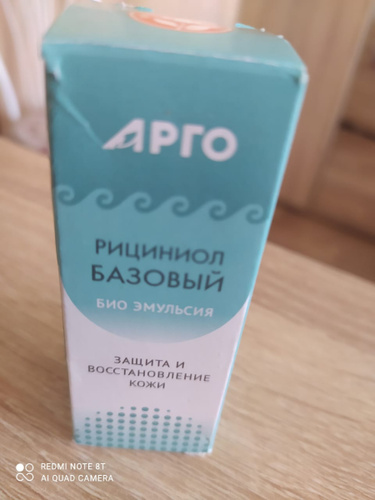 АРГО
РИЦИНИОЛ
БАЗОВЫЙ
БИО ЭМУЛЬСИЯ
ЗАЩИТА И
ВОССТАНОВЛЕНИЕ
КОЖИ
REDMI NOTE 8T
AI QUAD CAMERA